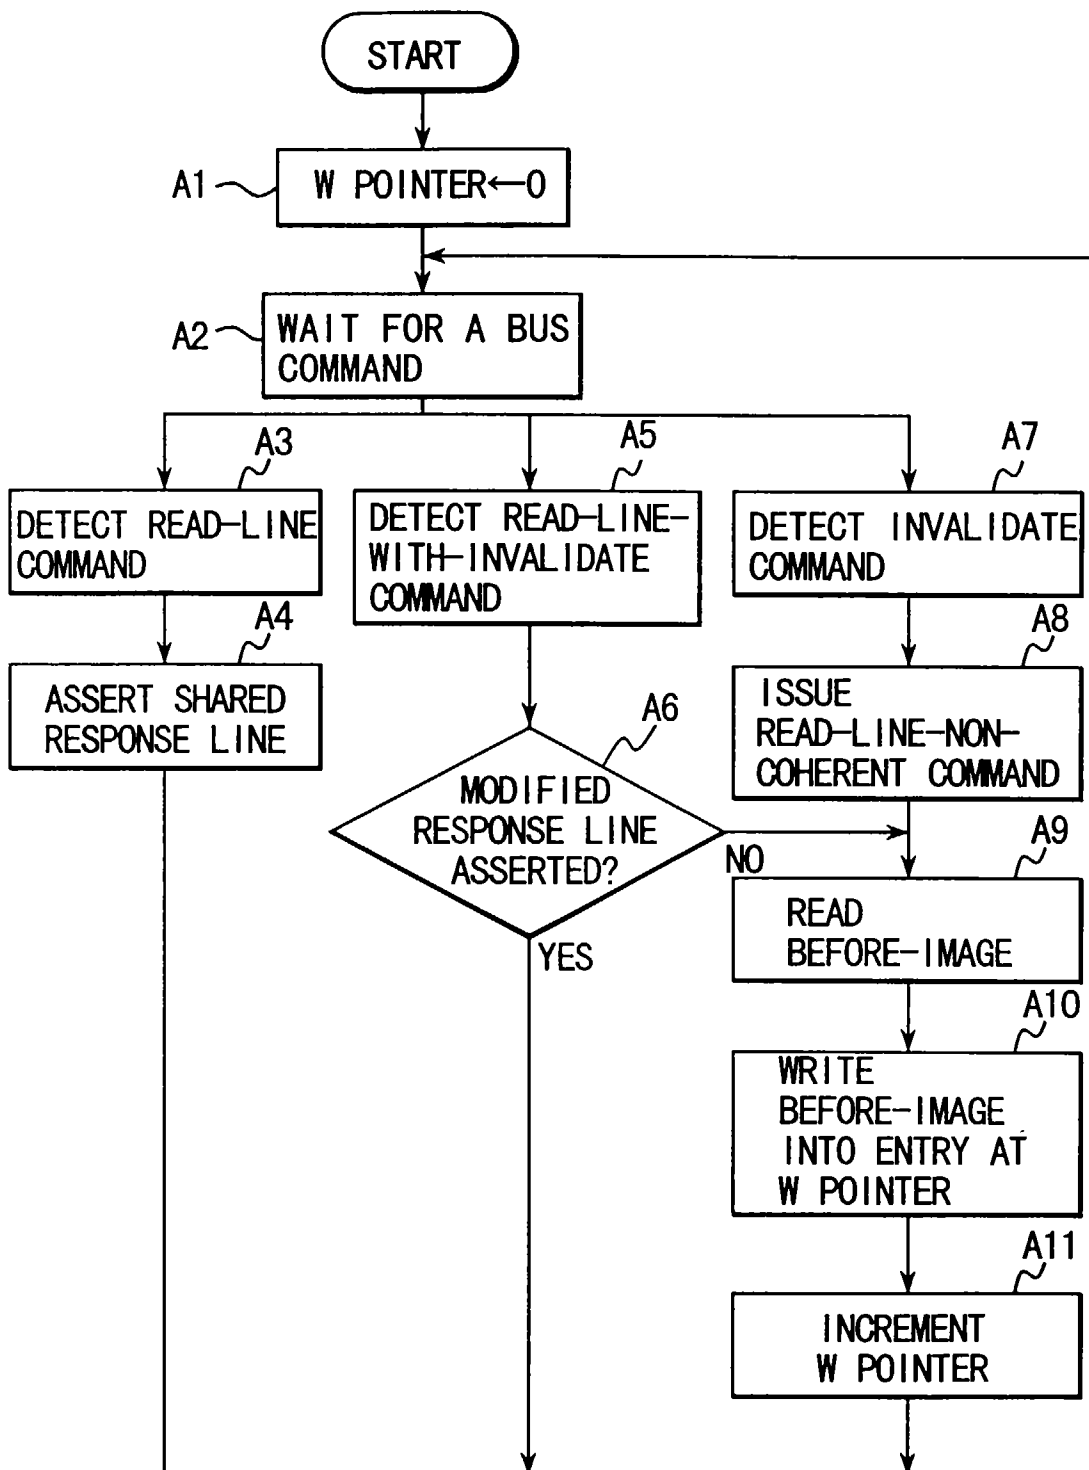 START
A1
W POINTER←0
A2
WAIT FOR A BUS
COMMAND
A3
DETECT READ-LINE
COMMAND
A4
ASSERT SHARED
RESPONSE LINE
A5
DETECT READ-LINE-
WITH-INVALIDATE
COMMAND
A6
MODIFIED
RESPONSE LINE
ASSERTED?
NO
YES
A7
DETECT INVALIDATE
COMMAND
A8
ISSUE
READ-LINE-NON-
COHERENT COMMAND
A9
READ
BEFORE-IMAGE
A10
WRITE
BEFORE-IMAGE
INTO ENTRY AT
W POINTER
A11
INCREMENT
W POINTER